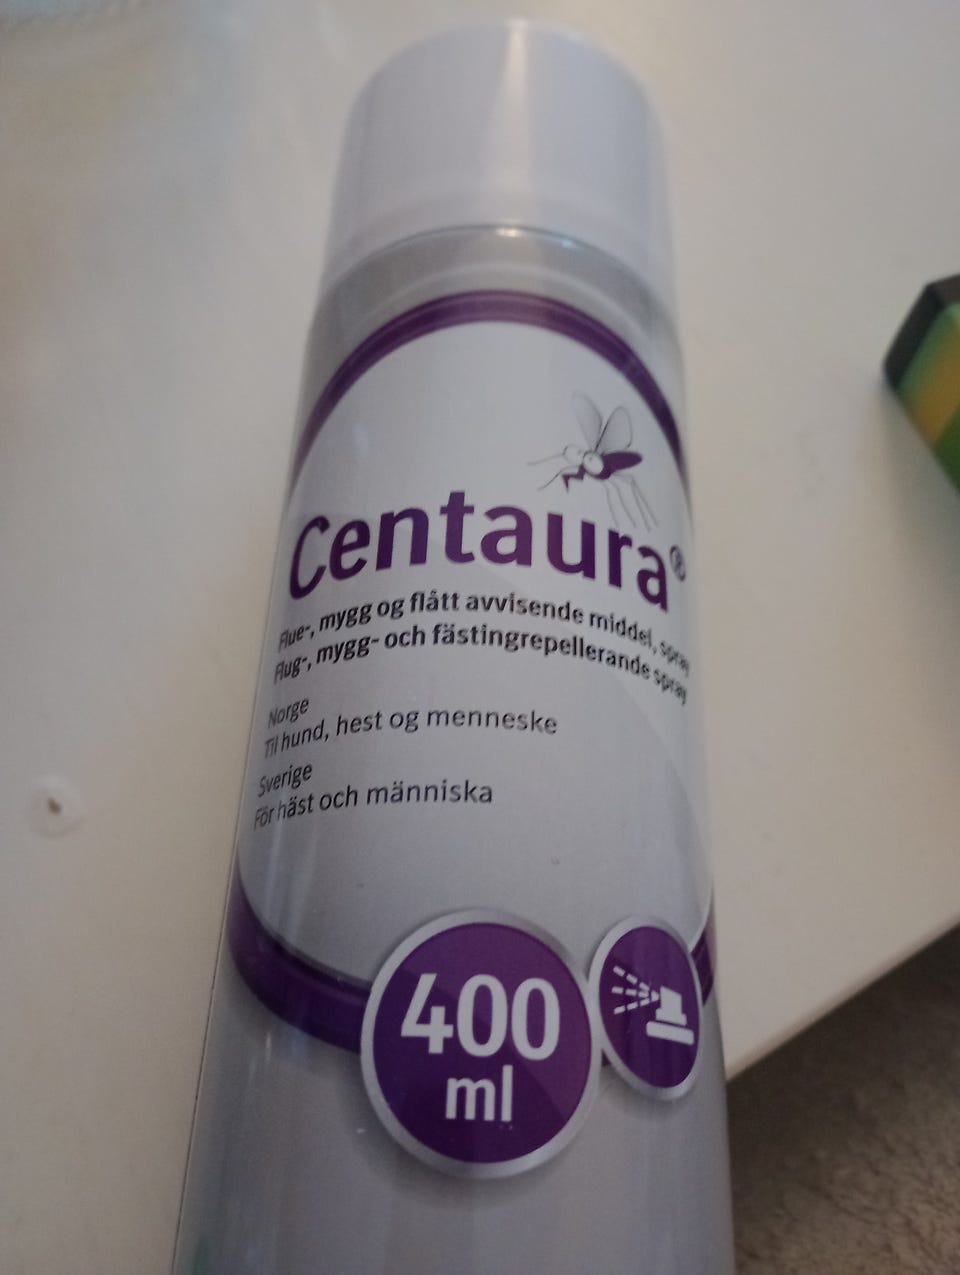 Centaura®
Flue-, mygg og flått avvisende middel, spray
Flug-, mygg- och fästingrepellerande spray
Norge
Til hund, hest og menneske
Sverige
För häst och människa
400
ml